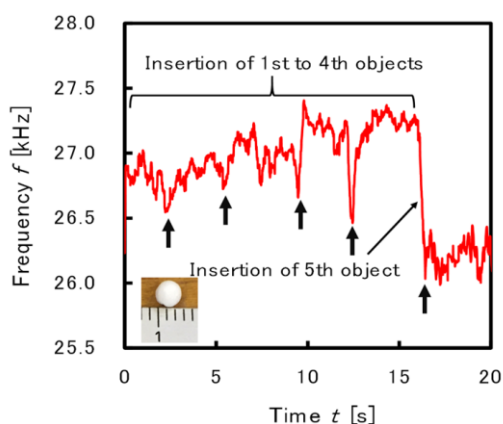 28.0
Insertion of 1st to 4th objects
27.5
27.0
26.5
Insertion of 5th object
26.0
1
25.5
0 5 10 15 20
Frequency f [kHz]
Time t [s]